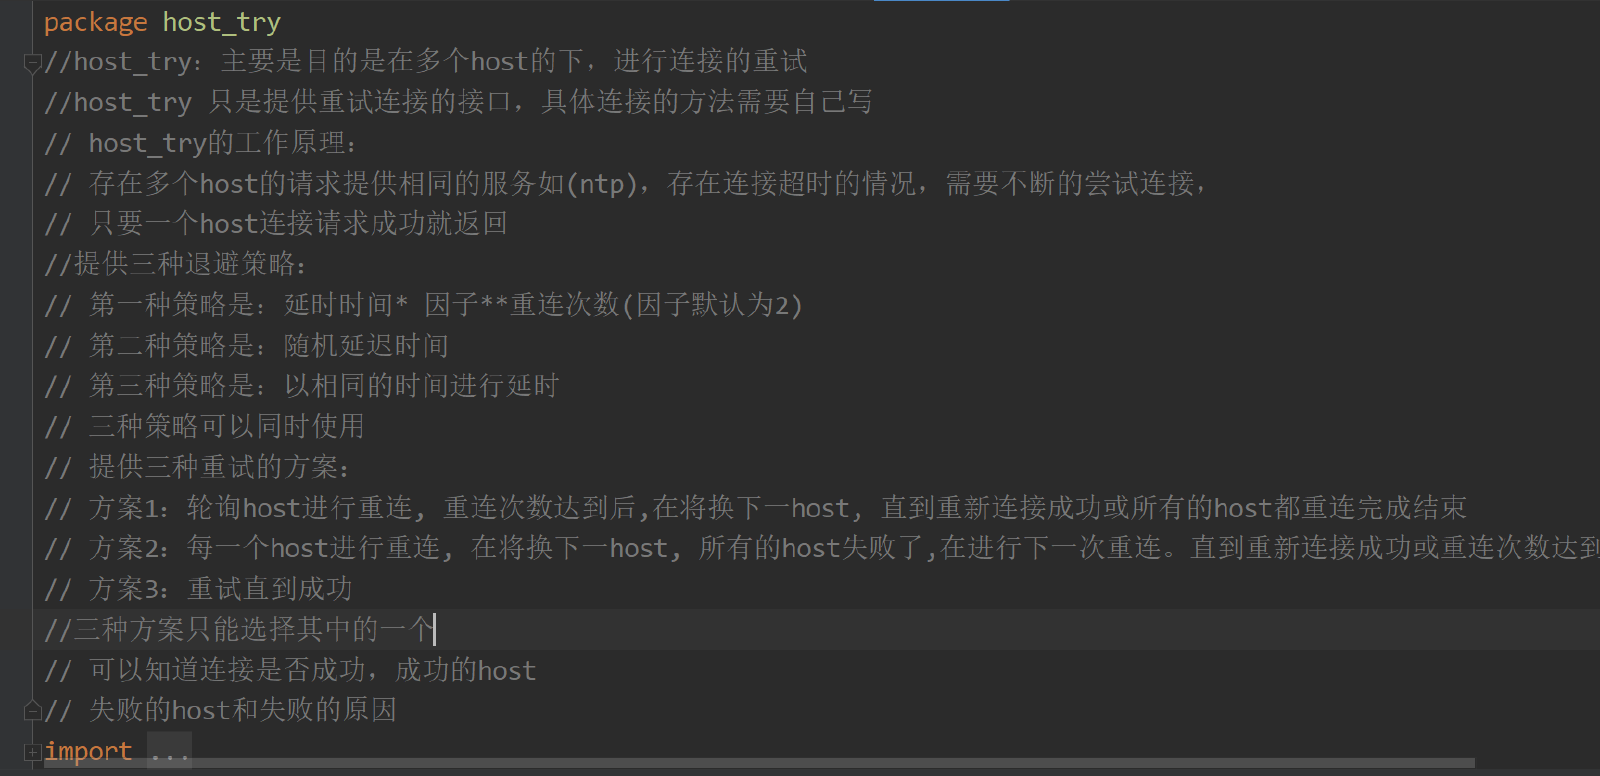 package host_try
//host_try：主要是目的是在多个host的下，进行连接的重试
//host_try 只是提供重试连接的接口，具体连接的方法需要自己写
// host_try的工作原理：
// 存在多个host的请求提供相同的服务如(ntp)，存在连接超时的情况，需要不断的尝试连接，
// 只要一个host连接请求成功就返回
//提供三种退避策略：
// 第一种策略是：延时时间* 因子**重连次数(因子默认为2)
// 第二种策略是：随机延迟时间
// 第三种策略是：以相同的时间进行延时
// 三种策略可以同时使用
// 提供三种重试的方案：
// 方案1：轮询host进行重连, 重连次数达到后,在将换下一host, 直到重新连接成功或所有的host都重连完成结束
// 方案2：每一个host进行重连, 在将换下一host, 所有的host失败了,在进行下一次重连。直到重新连接成功或重连次数达到
// 方案3：重试直到成功
//三种方案只能选择其中的一个
// 可以知道连接是否成功，成功的host
// 失败的host和失败的原因
import ...